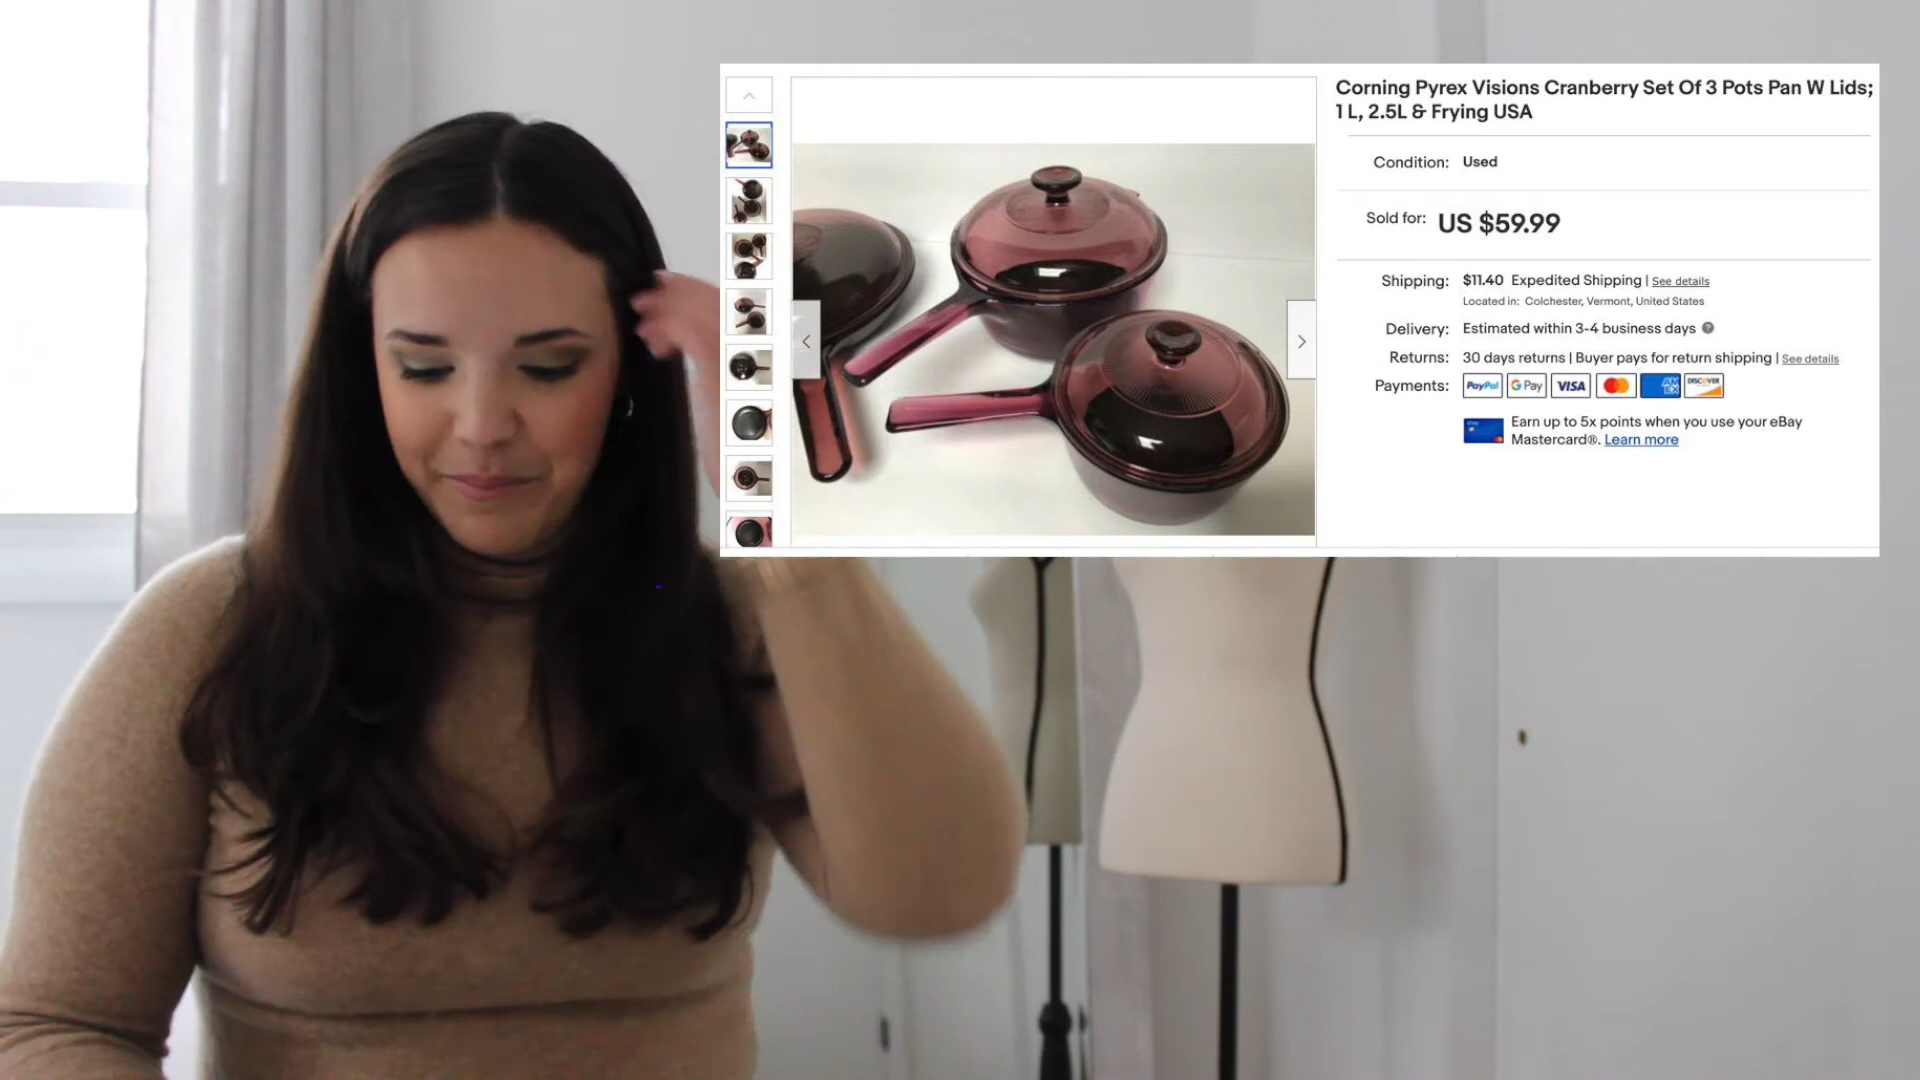 Corning Pyrex Visions Cranberry Set Of 3 Pots Pan W Lids;
1 L, 2.5L & Frying USA
Condition: Used
Sold for: US $59.99
Shipping: $11.40 Expedited Shipping | See details
Located in: Colchester, Vermont, United States
Delivery: Estimated within 3-4 business days
Returns: 30 days returns | Buyer pays for return shipping | See details
Payments: PayPal G Pay VISA AM EX DISCOVER
Earn up to 5x points when you use your eBay
Mastercard®. Learn more